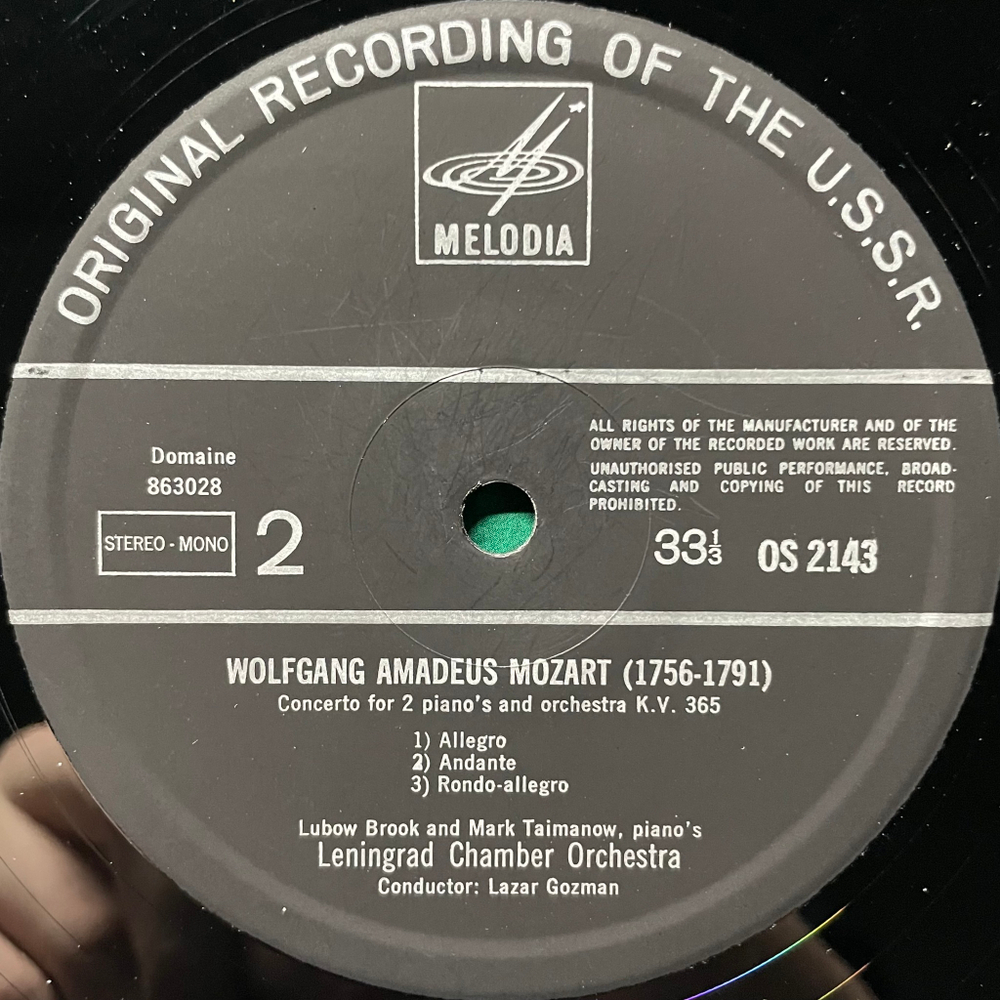 ORIGINAL RECORDING OF THE U.S.S.R.
MELODIA
Domaine
863028
STEREO - MONO
2
ALL RIGHTS OF THE MANUFACTURER AND OF THE
OWNER OF THE RECORDED WORK ARE RESERVED.
UNAUTHORISED PUBLIC PERFORMANCE, BROAD-
CASTING AND COPYING OF THIS RECORD
PROHIBITED.
33⅓ OS 2143
WOLFGANG AMADEUS MOZART (1756-1791)
Concerto for 2 piano's and orchestra K.V. 365
1) Allegro
2) Andante
3) Rondo-allegro
Lubow Brook and Mark Taimanow, piano's
Leningrad Chamber Orchestra
Conductor: Lazar Gozman